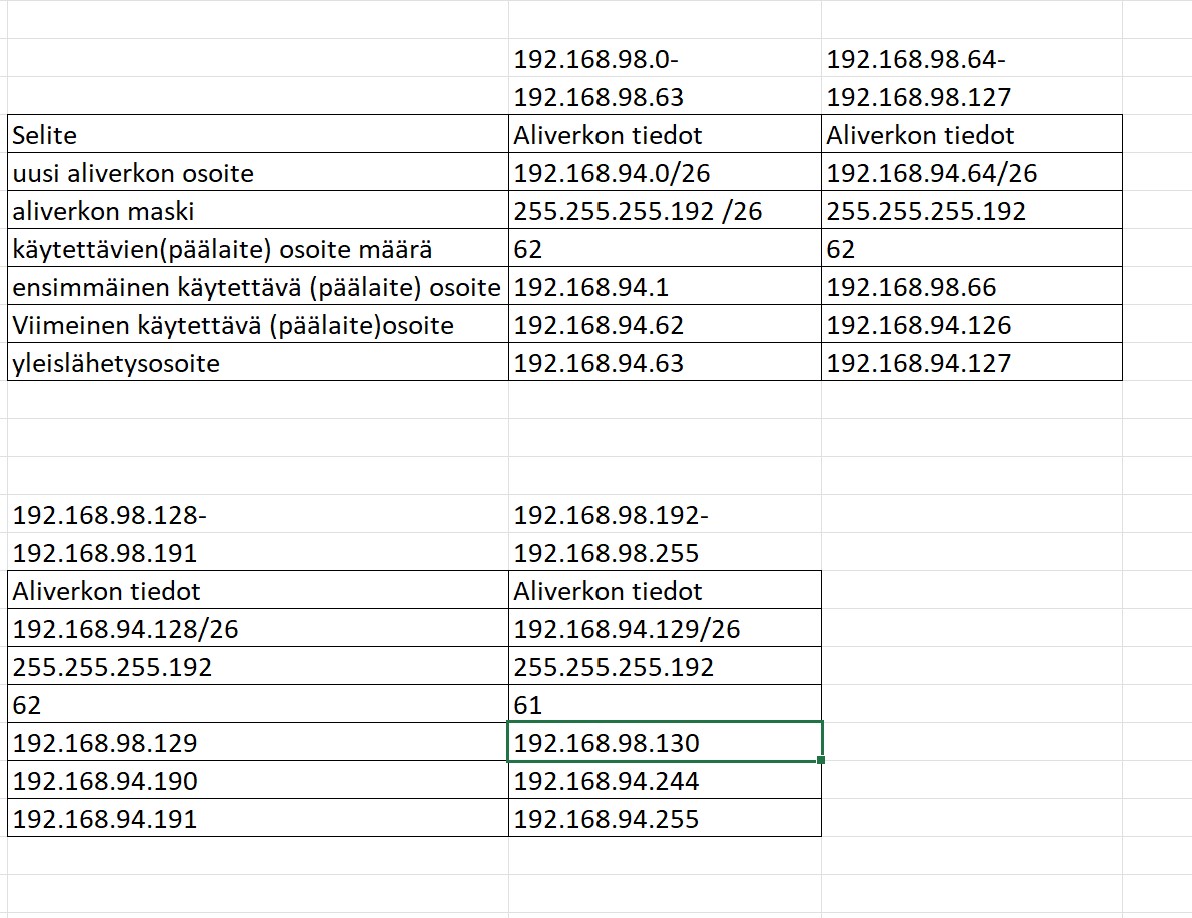 192.168.98.0- 192.168.98.64-
192.168.98.63 192.168.98.127
Selite Aliverkon tiedot Aliverkon tiedot
uusi aliverkon osoite 192.168.94.0/26 192.168.94.64/26
aliverkon maski 255.255.255.192 /26 255.255.255.192
käytettävien(päälaite) osoite määrä 62 62
ensimmäinen käytettävä (päälaite) osoite 192.168.94.1 192.168.98.66
Viimeinen käytettävä (päälaite)osoite 192.168.94.62 192.168.94.126
yleislähetysosoite 192.168.94.63 192.168.94.127
192.168.98.128- 192.168.98.192-
192.168.98.191 192.168.98.255
Aliverkon tiedot Aliverkon tiedot
192.168.94.128/26 192.168.94.129/26
255.255.255.192 255.255.255.192
62 61
192.168.98.129 192.168.98.130
192.168.94.190 192.168.94.244
192.168.94.191 192.168.94.255